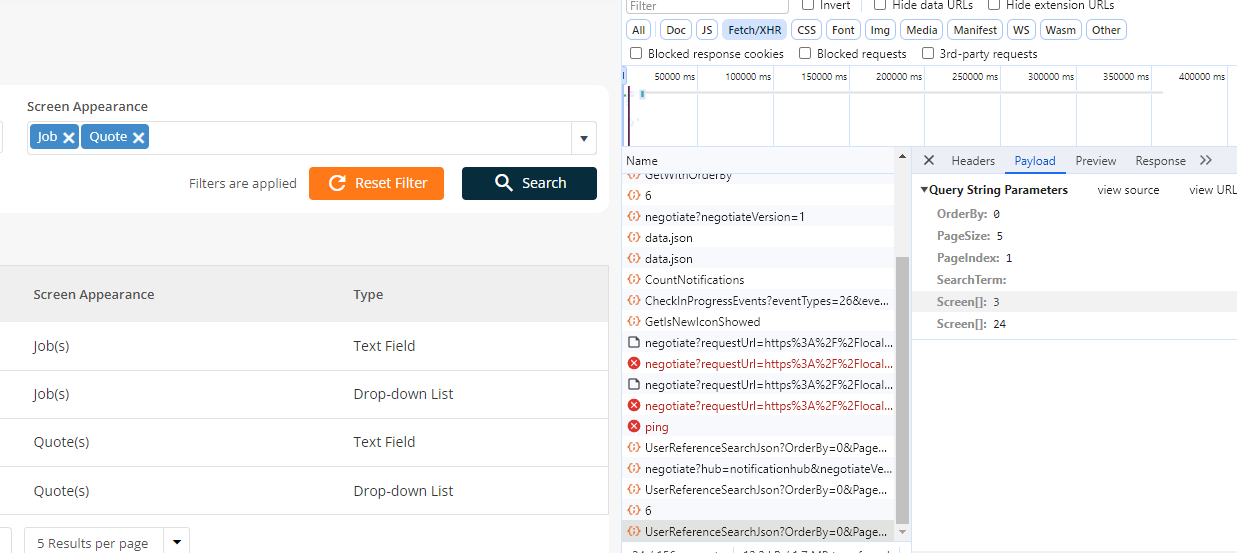 Screen Appearance
Job Quote
Filters are applied Reset Filter Search
Screen Appearance Type
Job(s) Text Field
Job(s) Drop-down List
Quote(s) Text Field
Quote(s) Drop-down List
5 Results per page
Filter Invert Hide data URLs Hide extension URLs
All Doc JS Fetch/XHR CSS Font Img Media Manifest WS Wasm Other
Blocked response cookies Blocked requests 3rd-party requests
50000 ms 100000 ms 150000 ms 200000 ms 250000 ms 300000 ms 350000 ms 400000 ms
Name
GetWithOrderBy
6
negotiate?negotiateVersion=1
data.json
data.json
CountNotifications
CheckInProgressEvents?eventTypes=26&eve...
GetIsNewIconShowed
negotiate?requestUrl=https%3A%2F%2Flocal...
negotiate?requestUrl=https%3A%2F%2Flocal...
negotiate?requestUrl=https%3A%2F%2Flocal...
negotiate?requestUrl=https%3A%2F%2Flocal...
ping
UserReferenceSearchJson?OrderBy=0&Page...
negotiate?hub=notificationhub&negotiateVe...
UserReferenceSearchJson?OrderBy=0&Page...
6
UserReferenceSearchJson?OrderBy=0&Page...
Headers Payload Preview Response
Query String Parameters view source view URL
OrderBy: 0
PageSize: 5
PageIndex: 1
SearchTerm:
Screen[]: 3
Screen[]: 24